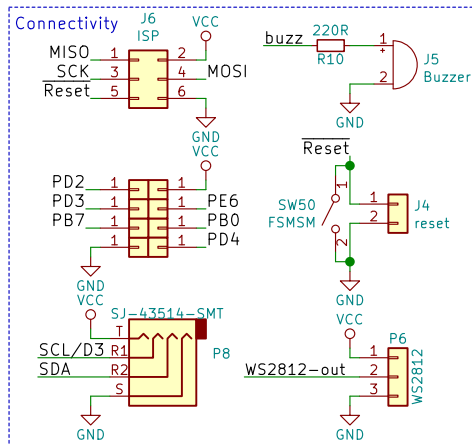 Connectivity
J6
ISP
VCC
MISO 1 2
SCK 3 4 MOSI
Reset 5 6
GND
buzz 220R 1
R10
+
2
J5
Buzzer
GND
VCC
PD2 1 1
PD3 1 1 PE6
PB7 1 1 PB0
1 1 PD4
GND
Reset
1
SW50
FSMSM
2
1
2
J4
reset
GND
VCC
SJ-43514-SMT
T
SCL/D3 R1
SDA R2
S
P8
GND
VCC
P6
1
WS2812-out 2
3
WS2812
GND